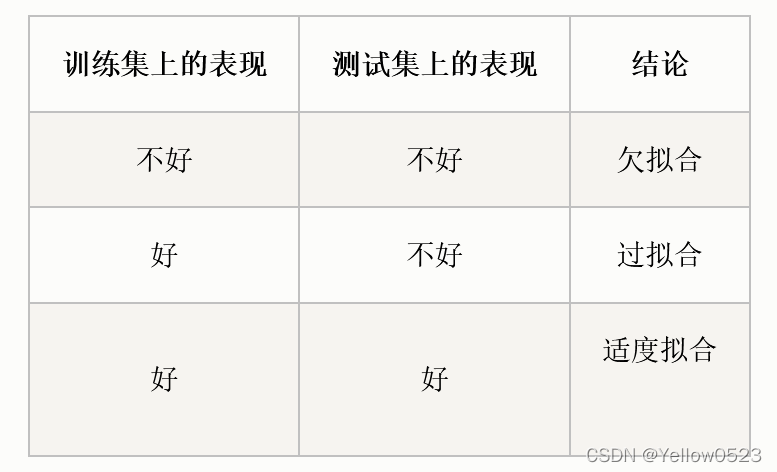 训练集上的表现 测试集上的表现 结论
不好 不好 欠拟合
好 不好 过拟合
好 好 适度拟合
CSDN @Yellow0523